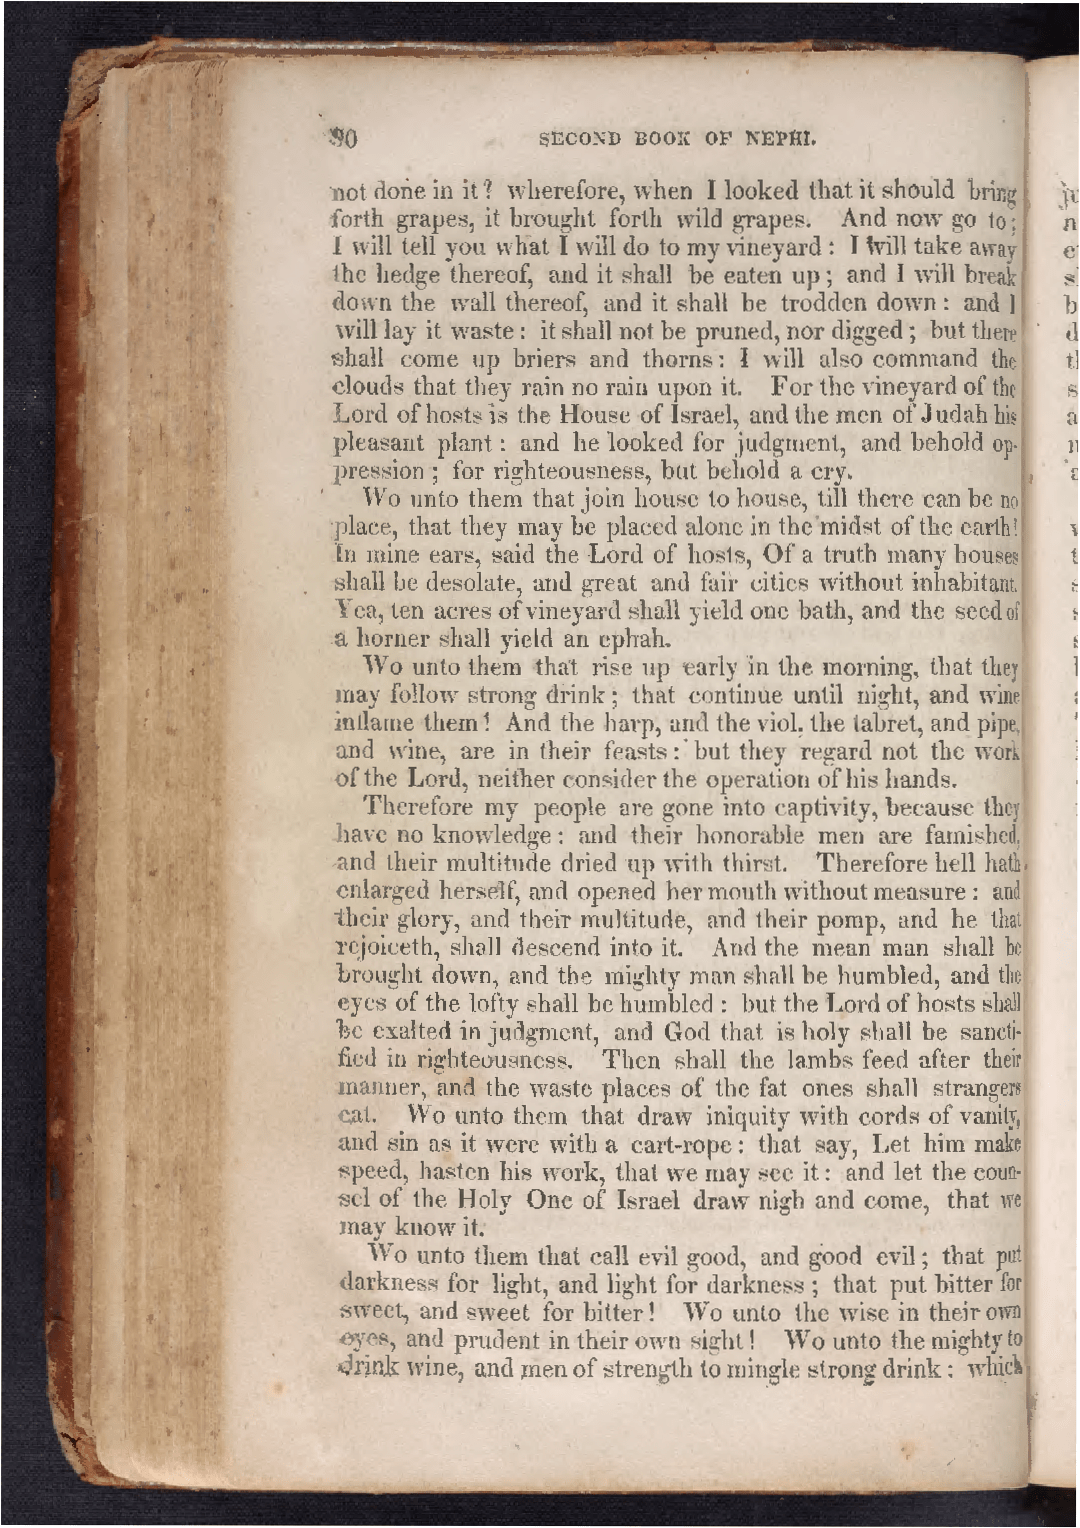 90 SECOND BOOK OF NEPHI.
not done in it? wherefore, when I looked that it should bring
forth grapes, it brought forth wild grapes. And now go to;
I will tell you what I will do to my vineyard: I will take away
the hedge thereof, and it shall be eaten up; and I will break
down the wall thereof, and it shall be trodden down: and I
will lay it waste: it shall not be pruned, nor digged; but there
shall come up briers and thorns: I will also command the
clouds that they rain no rain upon it. For the vineyard of the
Lord of hosts is the House of Israel, and the men of Judah his
pleasant plant: and he looked for judgment, and behold op-
pression; for righteousness, but behold a cry.
Wo unto them that join house to house, till there can be no
place, that they may be placed alone in the midst of the earth!
In mine ears, said the Lord of hosts, Of a truth many houses
shall be desolate, and great and fair cities without inhabitant.
Yea, ten acres of vineyard shall yield one bath, and the seed of
a horner shall yield an ephah.
Wo unto them that rise up early in the morning, that they
may follow strong drink; that continue until night, and wine
inflame them! And the harp, and the viol, the tabret, and pipe,
and wine, are in their feasts: but they regard not the work
of the Lord, neither consider the operation of his hands.
Therefore my people are gone into captivity, because they
have no knowledge: and their honorable men are famished,
and their multitude dried up with thirst. Therefore hell hath
enlarged herself, and opened her mouth without measure: and
their glory, and their multitude, and their pomp, and he that
rejoiceth, shall descend into it. And the mean man shall be
brought down, and the mighty man shall be humbled, and the
eyes of the lofty shall be humbled: but the Lord of hosts shall
be exalted in judgment, and God that is holy shall be sancti-
fied in righteousness. Then shall the lambs feed after their
manner, and the waste places of the fat ones shall strangers
eat. Wo unto them that draw iniquity with cords of vanity,
and sin as it were with a cart-rope: that say, Let him make
speed, hasten his work, that we may see it: and let the coun-
sel of the Holy One of Israel draw nigh and come, that we
may know it.
Wo unto them that call evil good, and good evil; that put
darkness for light, and light for darkness; that put bitter for
sweet, and sweet for bitter! Wo unto the wise in their own
eyes, and prudent in their own sight! Wo unto the mighty to
drink wine, and men of strength to mingle strong drink: which